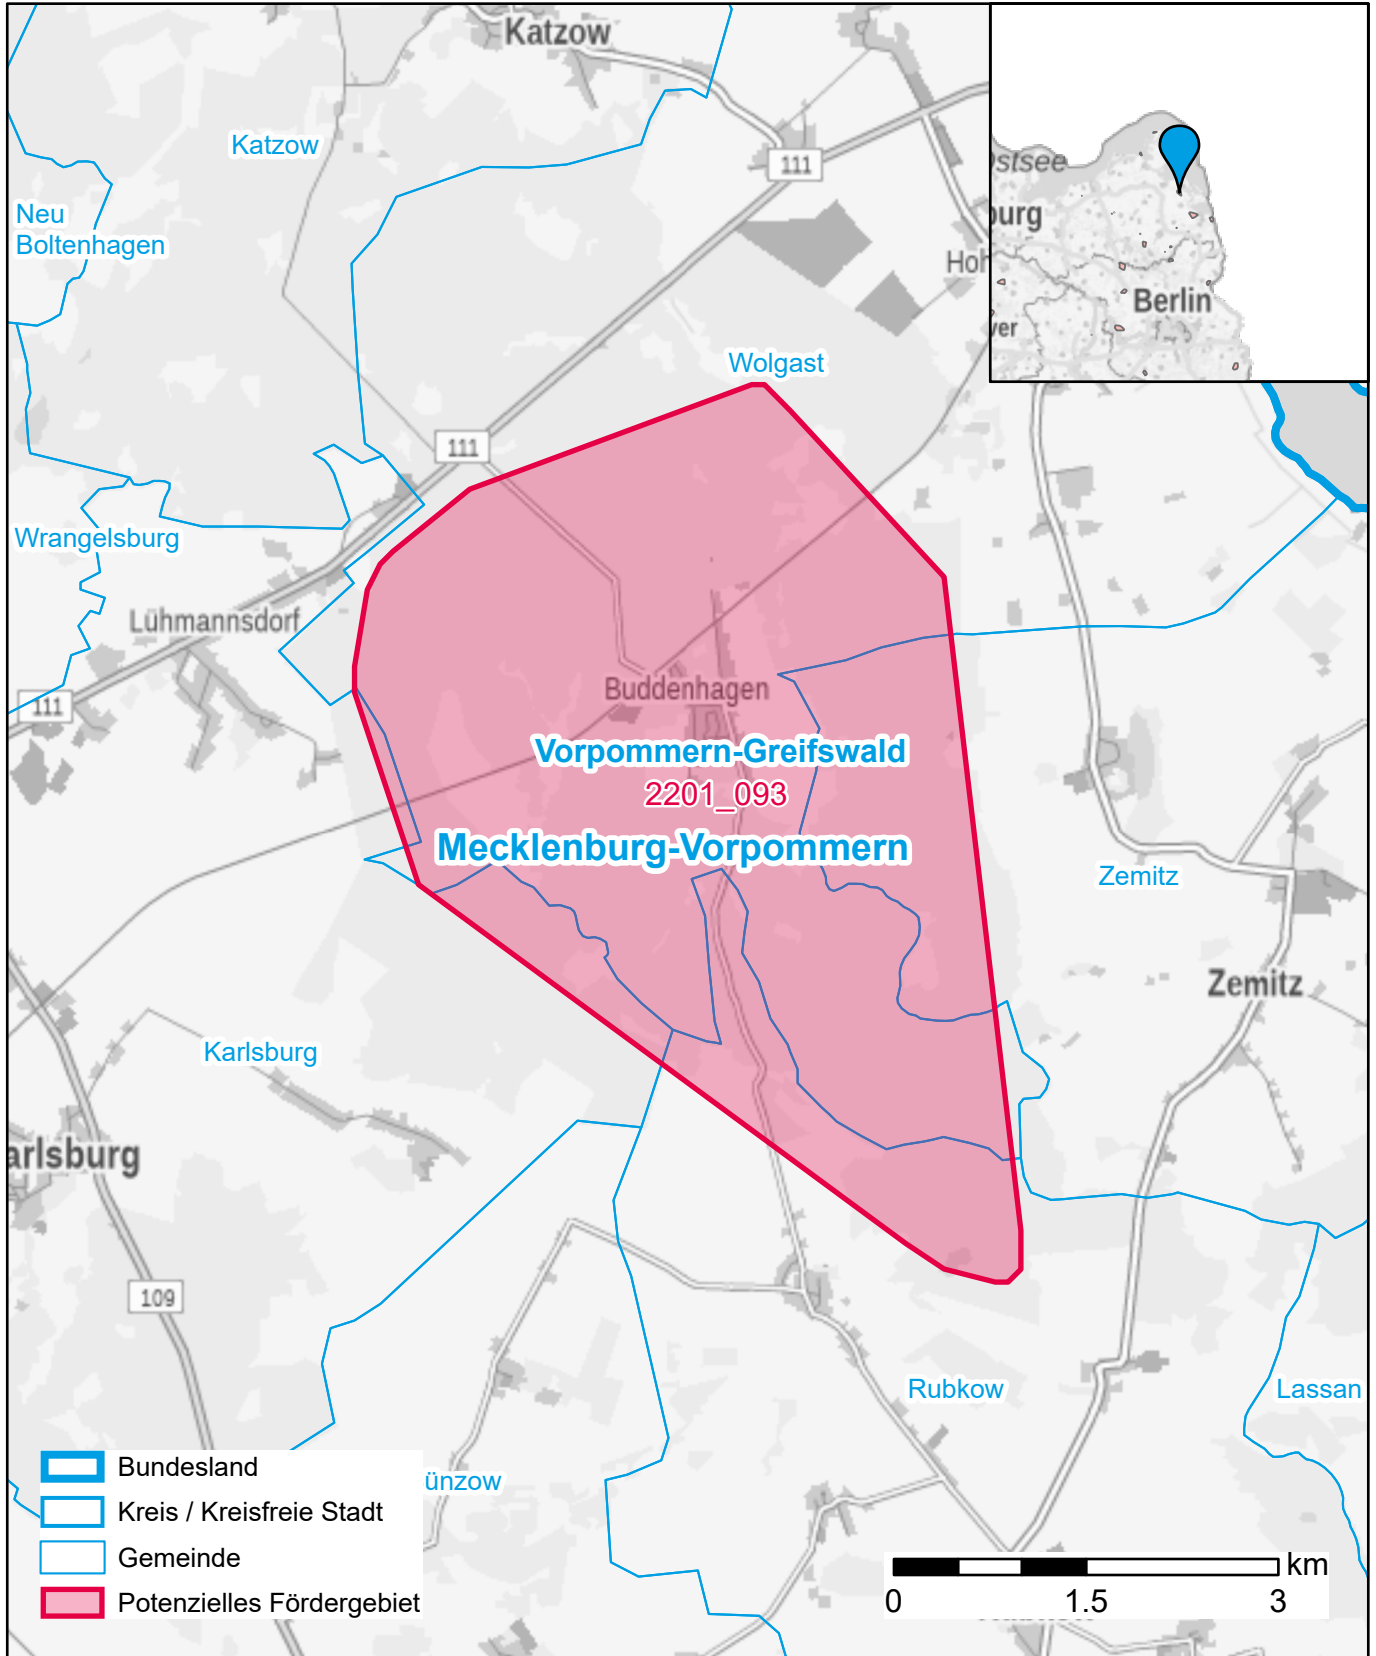 Katzow
Katzow
111
Neu
Boltenhagen
Hoh
Ostsee
burg
Berlin
ver
Wolgast
111
Wrangelsburg
Lühmannsdorf
111
Buddenhagen
Vorpommern-Greifswald
2201_093
Mecklenburg-Vorpommern
Zemitz
Zemitz
Karlsburg
arlsburg
109
Rubkow
Lassan
ünzow
Bundesland
Kreis / Kreisfreie Stadt
Gemeinde
Potenzielles Fördergebiet
km
0 1.5 3